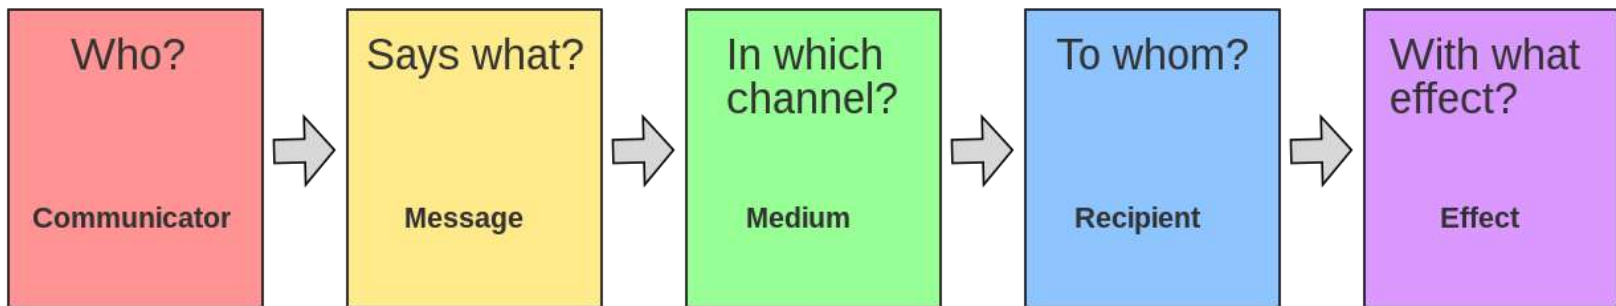 Who?
Communicator
Says what?
Message
In which
channel?
Medium
To whom?
Recipient
With what
effect?
Effect